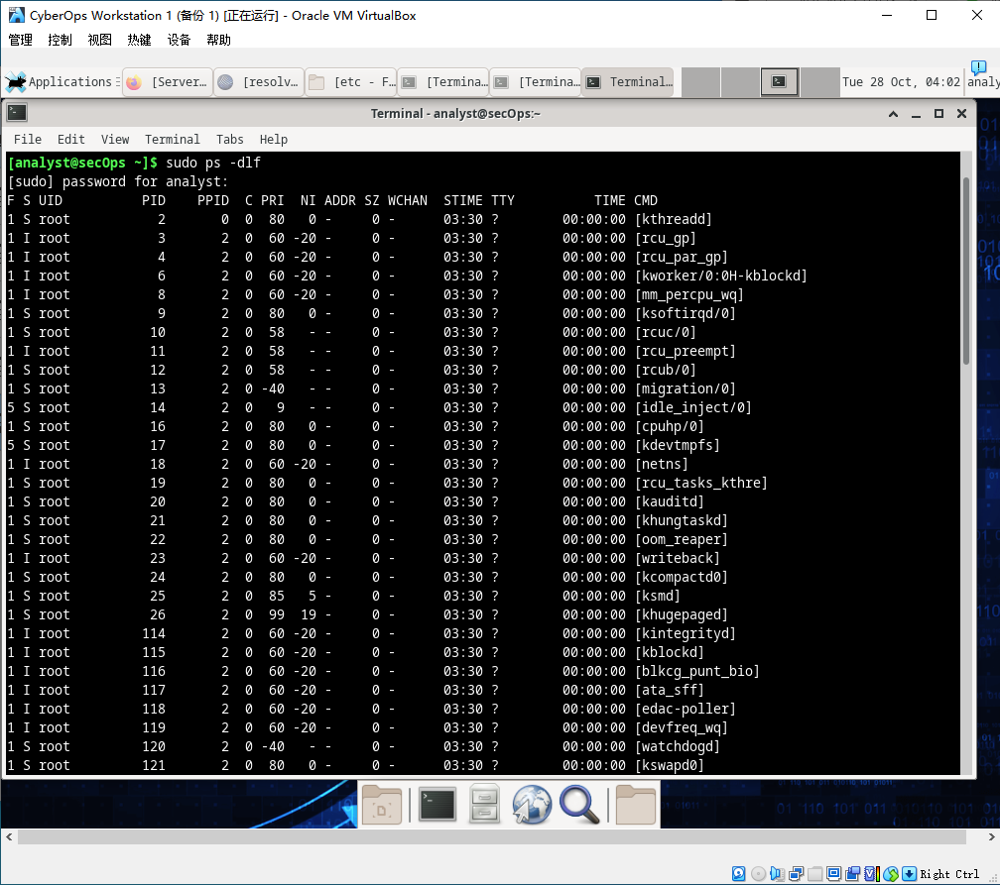 CyberOps Workstation 1 (备份 1) [正在运行] - Oracle VM VirtualBox
管理 控制 视图 热键 设备 帮助
Applications [Server... [resolv... [etc - F... [Termina... [Termina... Terminal... Tue 28 Oct, 04:02 analy
Terminal - analyst@secOps:~
File Edit View Terminal Tabs Help
[analyst@secOps ~]$ sudo ps -dlf
[sudo] password for analyst:
F S UID PID PPID C PRI NI ADDR SZ WCHAN STIME TTY TIME CMD
1 S root 2 0 0 80 0 - 0 - 03:30 ? 00:00:00 [kthreadd]
1 I root 3 2 0 60 -20 - 0 - 03:30 ? 00:00:00 [rcu_gp]
1 I root 4 2 0 60 -20 - 0 - 03:30 ? 00:00:00 [rcu_par_gp]
1 I root 6 2 0 60 -20 - 0 - 03:30 ? 00:00:00 [kworker/0:0H-kblockd]
1 I root 8 2 0 60 -20 - 0 - 03:30 ? 00:00:00 [mm_percpu_wq]
1 S root 9 2 0 80 0 - 0 - 03:30 ? 00:00:00 [ksoftirqd/0]
1 S root 10 2 0 58 - - 0 - 03:30 ? 00:00:00 [rcuc/0]
1 I root 11 2 0 58 - - 0 - 03:30 ? 00:00:00 [rcu_preempt]
1 S root 12 2 0 58 - - 0 - 03:30 ? 00:00:00 [rcub/0]
1 S root 13 2 0 -40 - - 0 - 03:30 ? 00:00:00 [migration/0]
5 S root 14 2 0 9 - - 0 - 03:30 ? 00:00:00 [idle_inject/0]
1 S root 16 2 0 80 0 - 0 - 03:30 ? 00:00:00 [cpuhp/0]
5 S root 17 2 0 80 0 - 0 - 03:30 ? 00:00:00 [kdevtmpfs]
1 I root 18 2 0 60 -20 - 0 - 03:30 ? 00:00:00 [netns]
1 S root 19 2 0 80 0 - 0 - 03:30 ? 00:00:00 [rcu_tasks_kthre]
1 S root 20 2 0 80 0 - 0 - 03:30 ? 00:00:00 [kauditd]
1 S root 21 2 0 80 0 - 0 - 03:30 ? 00:00:00 [khungtaskd]
1 S root 22 2 0 80 0 - 0 - 03:30 ? 00:00:00 [oom_reaper]
1 I root 23 2 0 60 -20 - 0 - 03:30 ? 00:00:00 [writeback]
1 S root 24 2 0 80 0 - 0 - 03:30 ? 00:00:00 [kcompactd0]
1 S root 25 2 0 85 5 - 0 - 03:30 ? 00:00:00 [ksmd]
1 S root 26 2 0 99 19 - 0 - 03:30 ? 00:00:00 [khugepaged]
1 I root 114 2 0 60 -20 - 0 - 03:30 ? 00:00:00 [kintegrityd]
1 I root 115 2 0 60 -20 - 0 - 03:30 ? 00:00:00 [kblockd]
1 I root 116 2 0 60 -20 - 0 - 03:30 ? 00:00:00 [blkcg_punt_bio]
1 I root 117 2 0 60 -20 - 0 - 03:30 ? 00:00:00 [ata_sff]
1 I root 118 2 0 60 -20 - 0 - 03:30 ? 00:00:00 [edac-poller]
1 I root 119 2 0 60 -20 - 0 - 03:30 ? 00:00:00 [devfreq_wq]
1 S root 120 2 0 -40 - - 0 - 03:30 ? 00:00:00 [watchdogd]
1 S root 121 2 0 80 0 - 0 - 03:30 ? 00:00:00 [kswapd0]
Right Ctrl